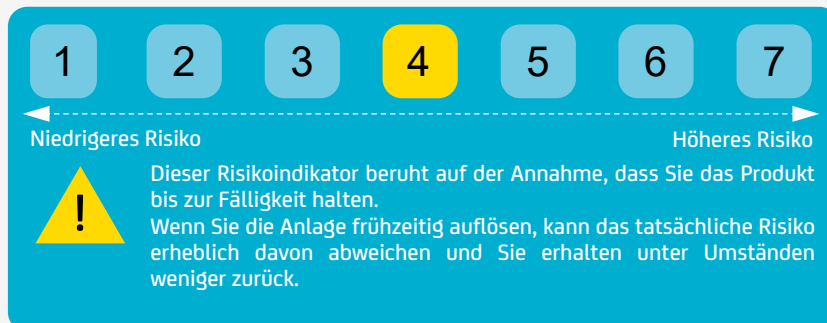 1 2 3 4 5 6 7
Niedrigeres Risiko Höheres Risiko
!
Dieser Risikoindikator beruht auf der Annahme, dass Sie das Produkt
bis zur Fälligkeit halten.
Wenn Sie die Anlage frühzeitig auflösen, kann das tatsächliche Risiko
erheblich davon abweichen und Sie erhalten unter Umständen
weniger zurück.